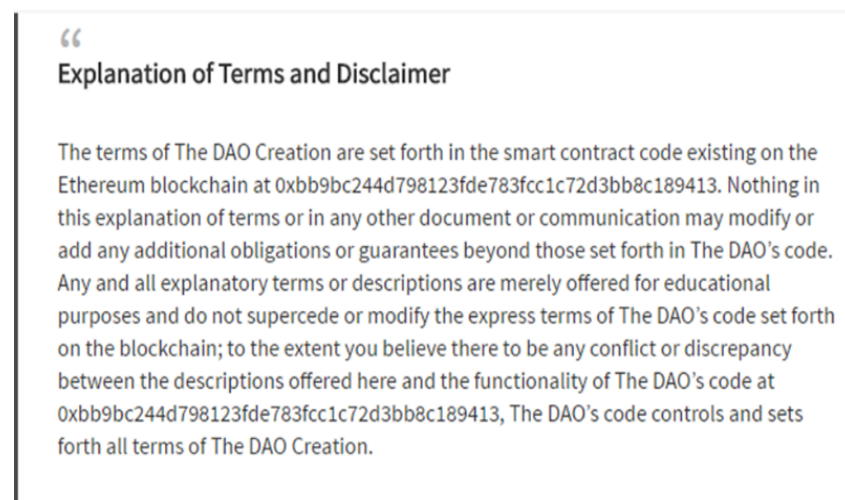 “
Explanation of Terms and Disclaimer
The terms of The DAO Creation are set forth in the smart contract code existing on the
Ethereum blockchain at 0xbb9bc244d798123fde783fcc1c72d3bb8c189413. Nothing in
this explanation of terms or in any other document or communication may modify or
add any additional obligations or guarantees beyond those set forth in The DAO’s code.
Any and all explanatory terms or descriptions are merely offered for educational
purposes and do not supercede or modify the express terms of The DAO’s code set forth
on the blockchain; to the extent you believe there to be any conflict or discrepancy
between the descriptions offered here and the functionality of The DAO’s code at
0xbb9bc244d798123fde783fcc1c72d3bb8c189413, The DAO’s code controls and sets
forth all terms of The DAO Creation.